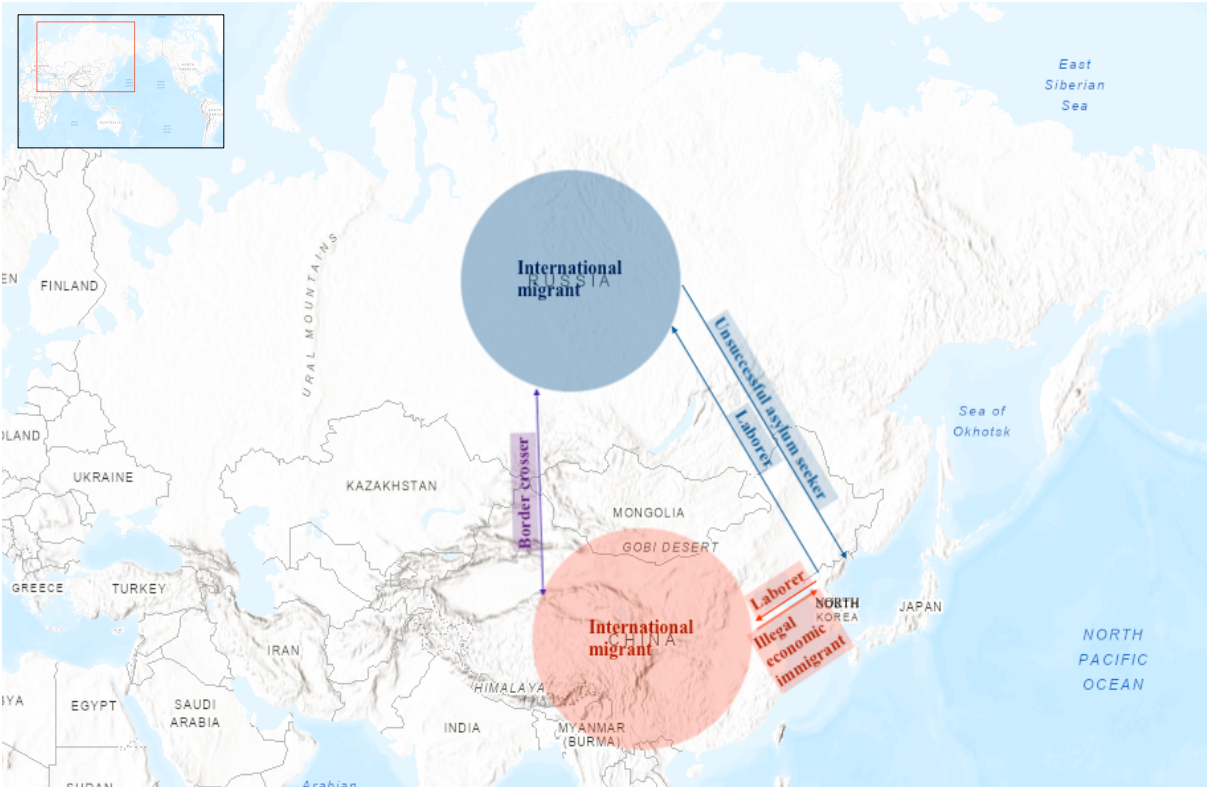 East
Siberian
Sea
FINLAND
EN
URAL MOUNTAINS
International
migrant
RUSSIA
Unsuccessful asylum seeker
Laborer
Sea of
Okhotsk
OLAND
UKRAINE
KAZAKHSTAN
Border crosser
MONGOLIA
GOBI DESERT
GREECE
TURKEY
Laborer
NORTH
KOREA
JAPAN
Illegal
economic
immigrant
International
migrant
CHINA
IRAN
NORTH
PACIFIC
OCEAN
HIMALAYA
YA
EGYPT
SAUDI
ARABIA
INDIA
MYANMAR
(BURMA)
SUDAN
Arabian